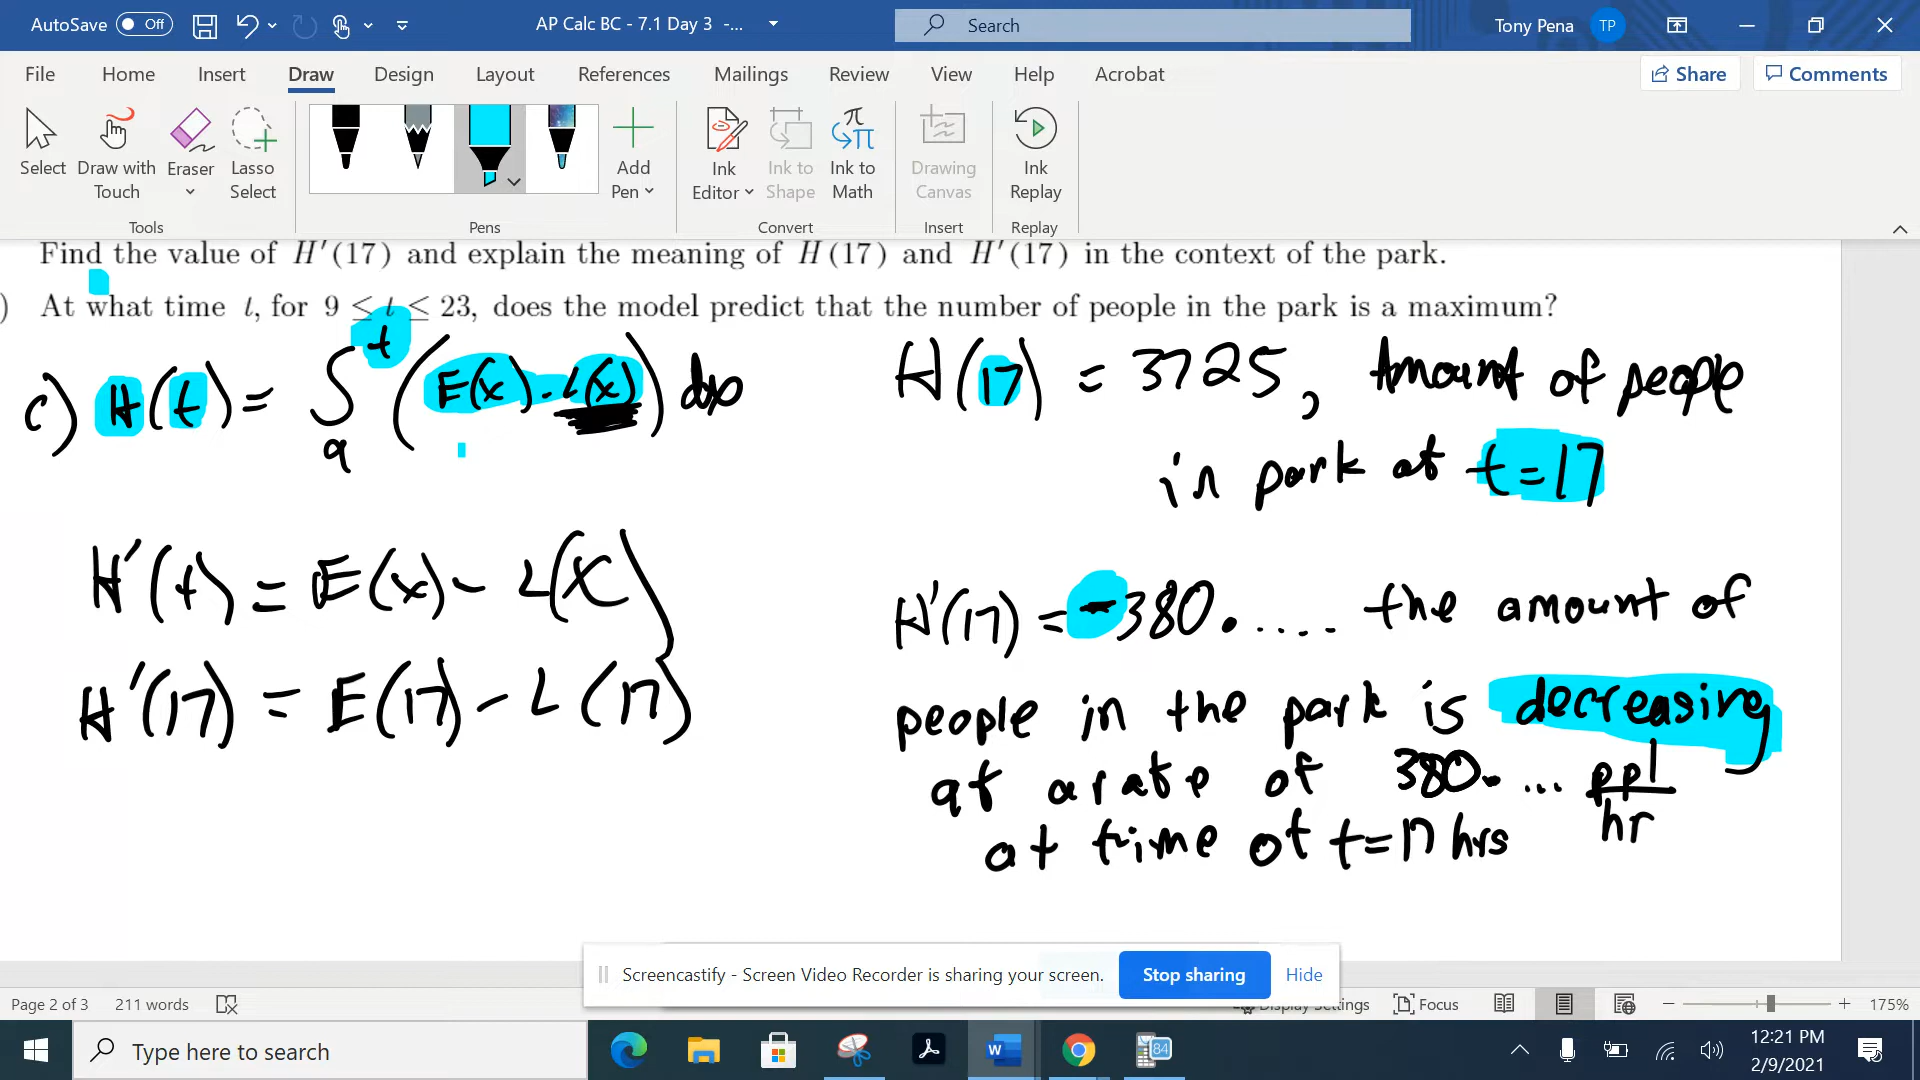 AutoSave Off
AP Calc BC - 7.1 Day 3 -...
Search
Tony Pena TP
File Home Insert Draw Design Layout References Mailings Review View Help Acrobat
Share Comments
Select
Draw with Touch
Eraser
Lasso Select
Add Pen
Ink Editor
Ink to Shape
Ink to Math
Drawing Canvas
Ink Replay
Tools Pens Convert Insert Replay
Find the value of H′(17) and explain the meaning of H(17) and H′(17) in the context of the park.
) At what time t, for 9 ≤ t ≤ 23, does the model predict that the number of people in the park is a maximum?
c) H(t) = ∫₉ᵗ (E(x) - L(x)) dx
H'(t) = E(x) - L(x)
H'(17) = E(17) - L(17)
H(17) = 3725, Amount of people
in park at t=17
H'(17) = -380. .... the amount of
people in the park is decreasing
at a rate of 380. ... ppl/hr
at time of t=17 hrs
Screencastify - Screen Video Recorder is sharing your screen. Stop sharing Hide
Page 2 of 3 211 words
Display Settings Focus 175%
Type here to search
84
12:21 PM
2/9/2021